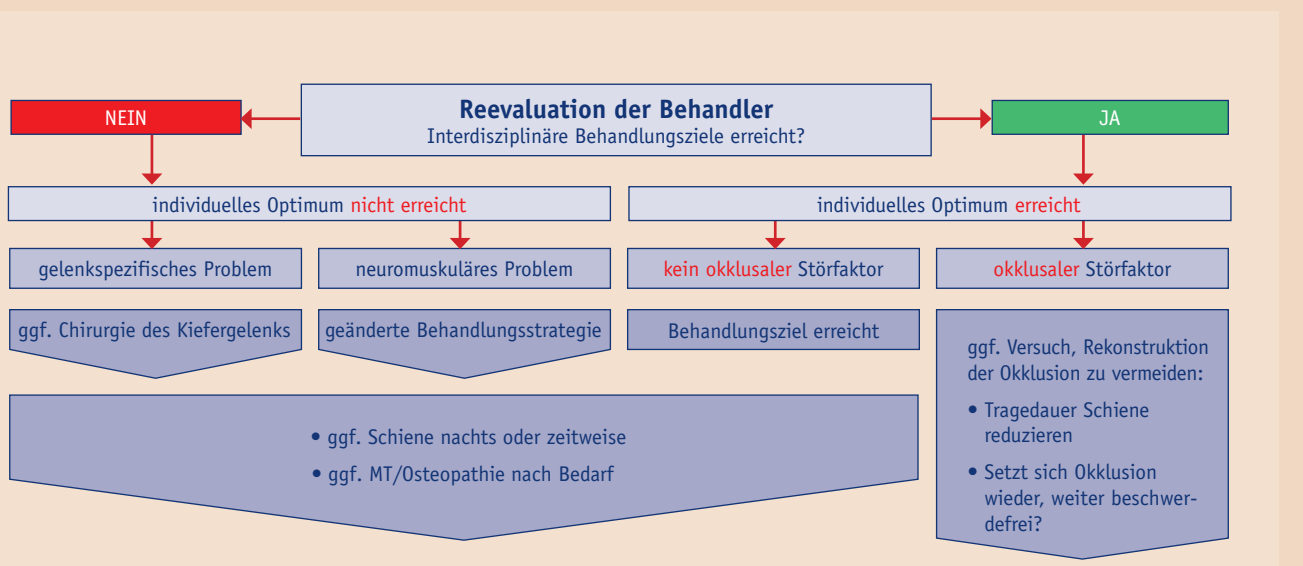 Reevaluation der Behandler
NEIN
JA
Interdisziplinäre Behandlungsziele erreicht?
individuelles Optimum nicht erreicht
individuelles Optimum erreicht
gelenkspezifisches Problem
neuromuskuläres Problem
kein okklusaler Störfaktor
okklusaler Störfaktor
ggf. Chirurgie des Kiefergelenks
geänderte Behandlungsstrategie
Behandlungsziel erreicht
ggf. Versuch, Rekonstruktion
der Okklusion zu vermeiden:
• Tragedauer Schiene
reduzieren
• Setzt sich Okklusion
wieder, weiter beschwer-
defrei?
• ggf. Schiene nachts oder zeitweise
• ggf. MT/Osteopathie nach Bedarf